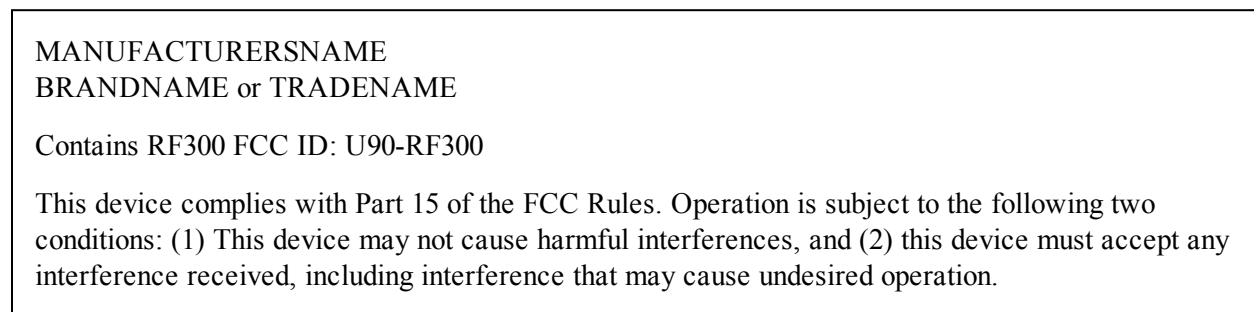 MANUFACTURERSNAME
BRANDNAME or TRADENAME
Contains RF300 FCC ID: U90-RF300
This device complies with Part 15 of the FCC Rules. Operation is subject to the following two
conditions: (1) This device may not cause harmful interferences, and (2) this device must accept any
interference received, including interference that may cause undesired operation.